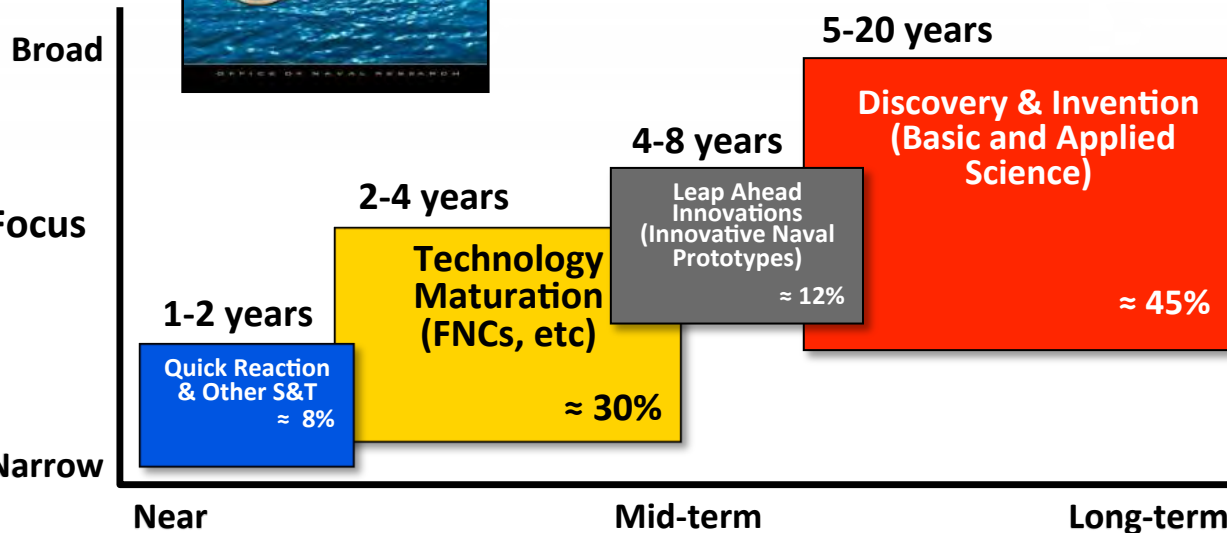 OFFICE OF NAVAL RESEARCH
5-20 years
Broad
Discovery & Invention
(Basic and Applied
Science)
≈ 45%
4-8 years
Leap Ahead
Innovations
(Innovative Naval
Prototypes)
≈ 12%
2-4 years
Focus
Technology
Maturation
(FNCs, etc)
≈ 30%
1-2 years
Quick Reaction
& Other S&T
≈ 8%
Narrow
Near
Mid-term
Long-term